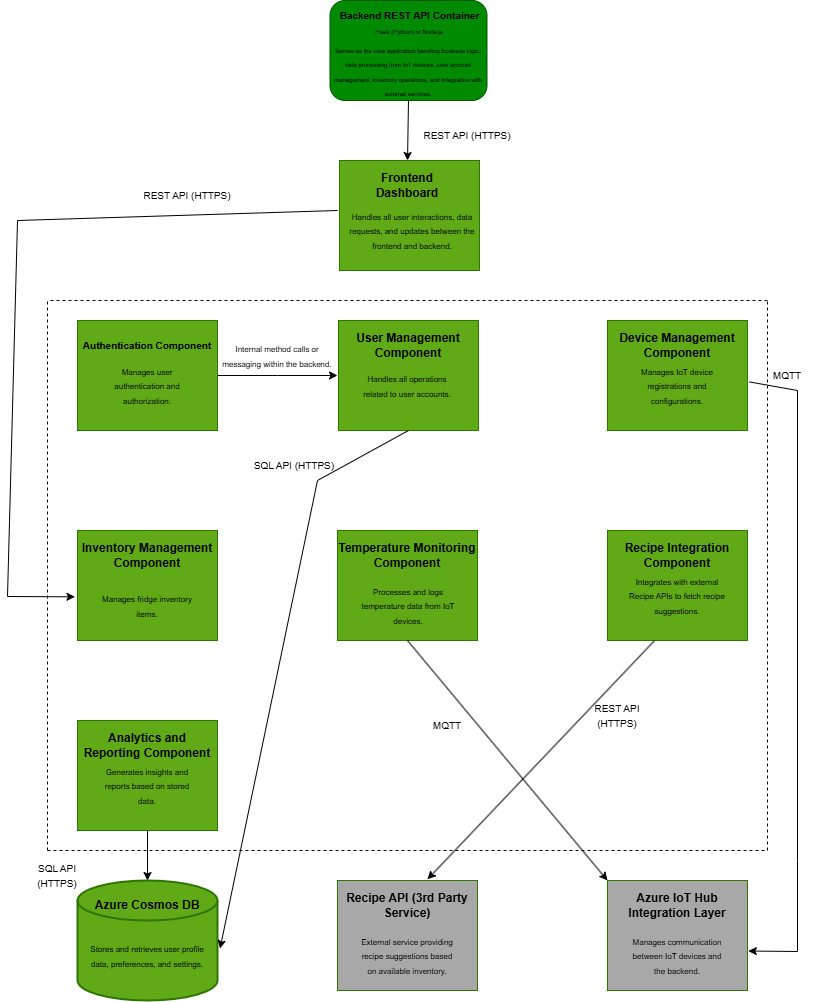 Backend REST API Container
Flask (Python) or Node.js
Serves as the core application handling business logic,
data processing from IoT devices, user account
management, inventory operations, and integration with
external services.
REST API (HTTPS)
Frontend
Dashboard
Handles all user interactions, data
requests, and updates between the
frontend and backend.
REST API (HTTPS)
Authentication Component
Manages user
authentication and
authorization.
Internal method calls or
messaging within the backend.
User Management
Component
Handles all operations
related to user accounts.
Device Management
Component
Manages IoT device
registrations and
configurations.
MQTT
SQL API (HTTPS)
Inventory Management
Component
Manages fridge inventory
items.
Temperature Monitoring
Component
Processes and logs
temperature data from IoT
devices.
Recipe Integration
Component
Integrates with external
Recipe APIs to fetch recipe
suggestions.
MQTT
REST API
(HTTPS)
Analytics and
Reporting Component
Generates insights and
reports based on stored
data.
SQL API
(HTTPS)
Azure Cosmos DB
Stores and retrieves user profile
data, preferences, and settings.
Recipe API (3rd Party
Service)
External service providing
recipe suggestions based
on available inventory.
Azure IoT Hub
Integration Layer
Manages communication
between IoT devices and
the backend.